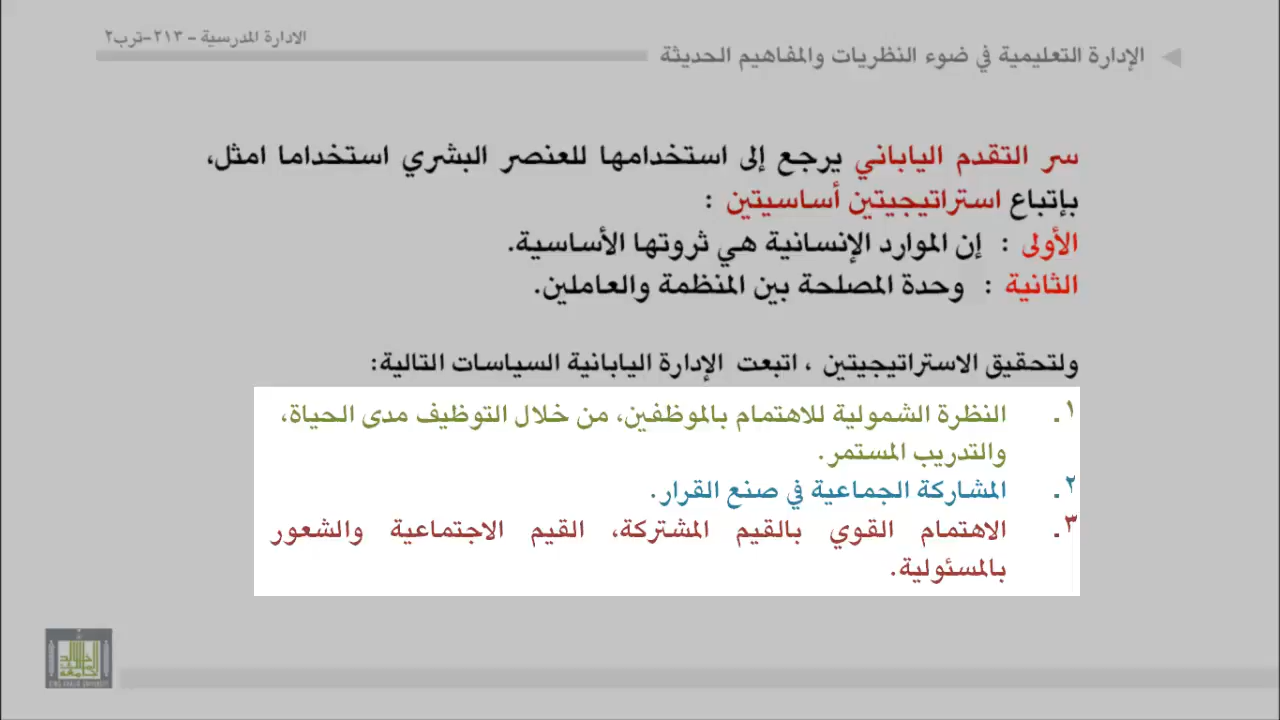 الادارة المدرسية - ٢١٣-ترب٢
الإدارة التعليمية في ضوء النظريات والمفاهيم الحديثة
سر التقدم الياباني يرجع إلى استخدامها للعنصر البشري استخداما امثل،
بإتباع استراتيجيتين أساسيتين :
الأولى : إن الموارد الإنسانية هي ثروتها الأساسية.
الثانية : وحدة المصلحة بين المنظمة والعاملين.
ولتحقيق الاستراتيجيتين ، اتبعت الإدارة اليابانية السياسات التالية:
١. النظرة الشمولية للاهتمام بالموظفين، من خلال التوظيف مدى الحياة،
والتدريب المستمر.
٢. المشاركة الجماعية في صنع القرار.
٣. الاهتمام القوي بالقيم المشتركة، القيم الاجتماعية والشعور
بالمسئولية.